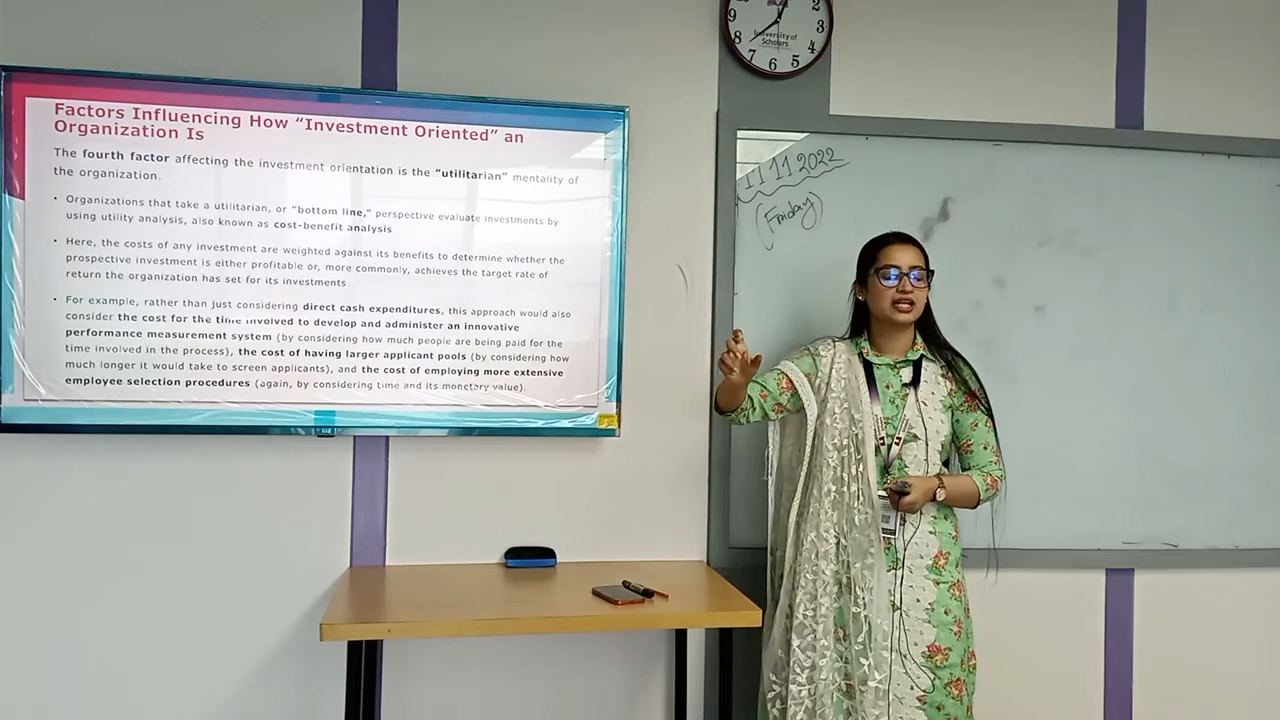 Factors Influencing How “Investment Oriented” an
Organization Is
The fourth factor affecting the investment orientation is the “utilitarian” mentality of
the organization.
• Organizations that take a utilitarian, or “bottom line,” perspective evaluate investments by
using utility analysis, also known as cost-benefit analysis
• Here, the costs of any investment are weighted against its benefits to determine whether the
prospective investment is either profitable or, more commonly, achieves the target rate of
return the organization has set for its investments.
• For example, rather than just considering direct cash expenditures, this approach would also
consider the cost for the time involved to develop and administer an innovative
performance measurement system (by considering how much people are being paid for the
time involved in the process), the cost of having larger applicant pools (by considering how
much longer it would take to screen applicants), and the cost of employing more extensive
employee selection procedures (again, by considering time and its monetary value).
2
9
3
University of
Scholars
8
4
7
6
5
11 11 2022
(Friday)